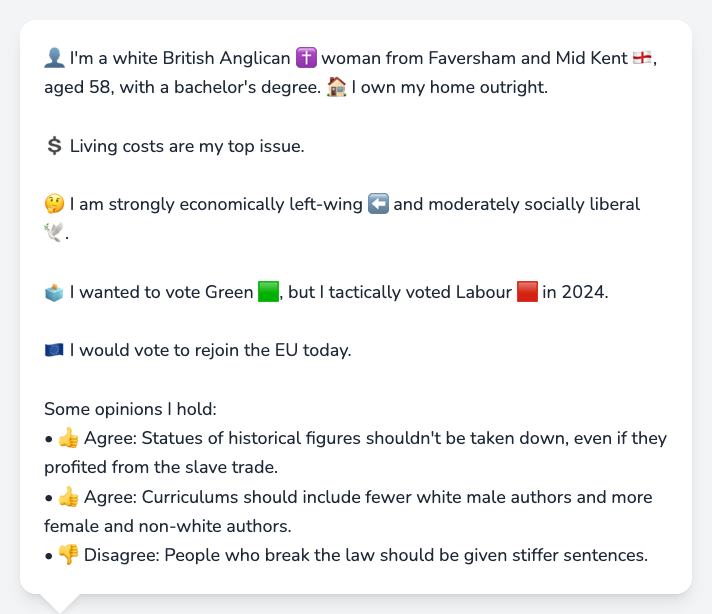 👤 I'm a white British Anglican ✝️ woman from Faversham and Mid Kent 🏴󠁧󠁢󠁥󠁮󠁧󠁿,
aged 58, with a bachelor's degree. 🏠 I own my home outright.
💲 Living costs are my top issue.
🤔 I am strongly economically left-wing ⬅️ and moderately socially liberal
🕊️.
🗳️ I wanted to vote Green 🟩, but I tactically voted Labour 🟥 in 2024.
🇪🇺 I would vote to rejoin the EU today.
Some opinions I hold:
• 👍 Agree: Statues of historical figures shouldn't be taken down, even if they
profited from the slave trade.
• 👍 Agree: Curriculums should include fewer white male authors and more
female and non-white authors.
• 👎 Disagree: People who break the law should be given stiffer sentences.